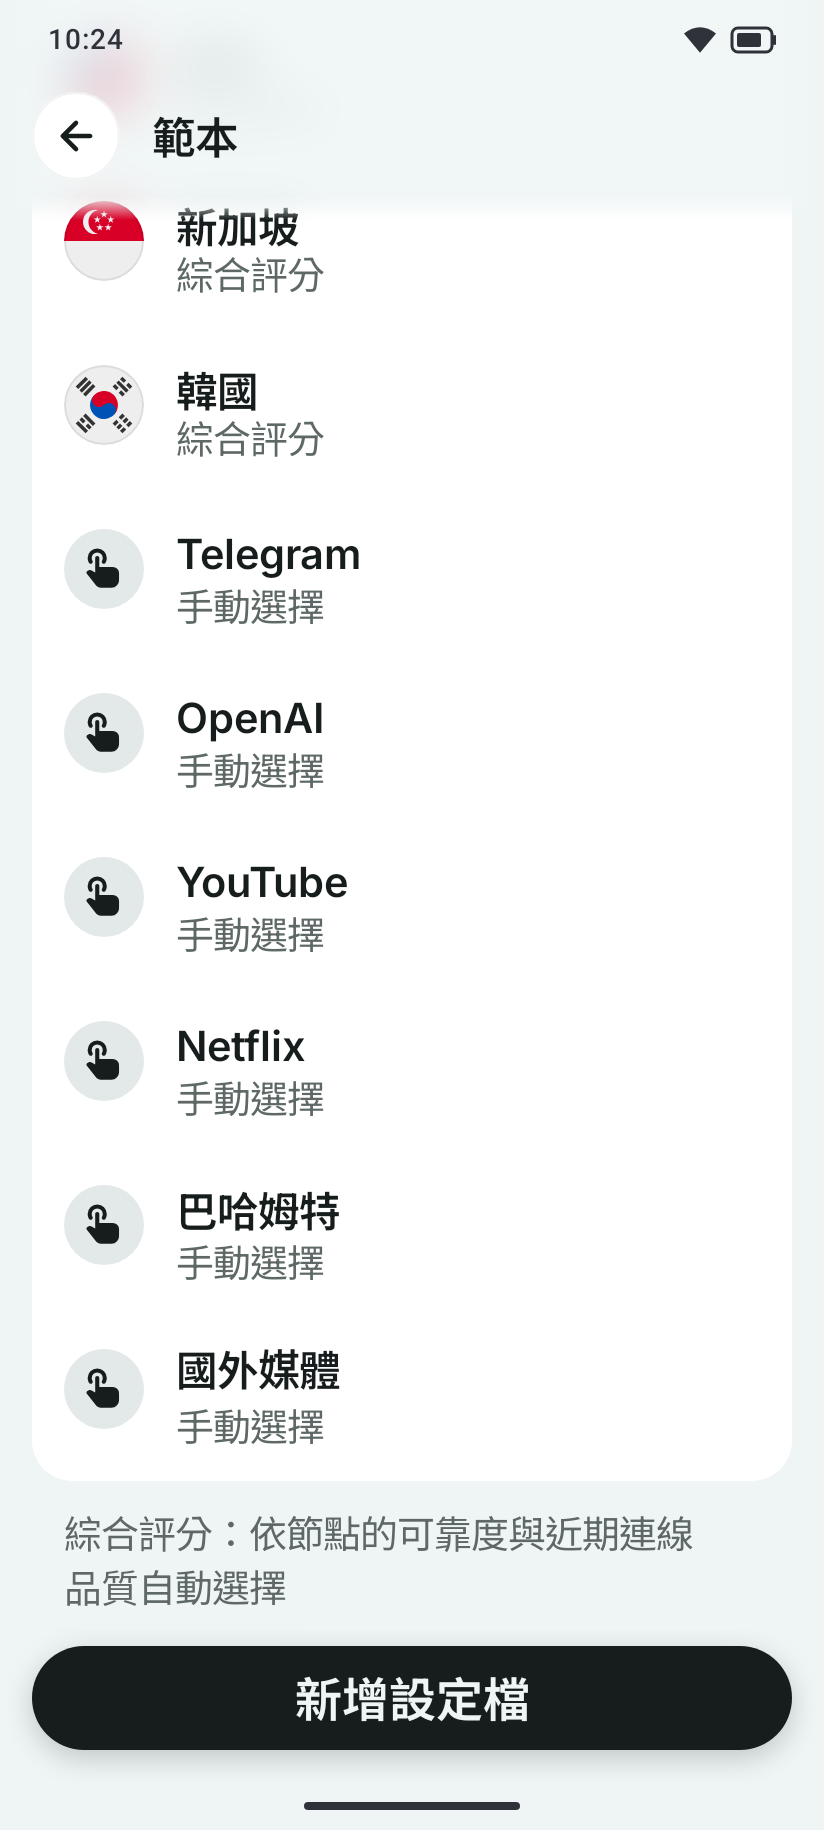 10:24
範本
新加坡
綜合評分
韓國
綜合評分
Telegram
手動選擇
OpenAI
手動選擇
YouTube
手動選擇
Netflix
手動選擇
巴哈姆特
手動選擇
國外媒體
手動選擇
綜合評分：依節點的可靠度與近期連線
品質自動選擇
新增設定檔